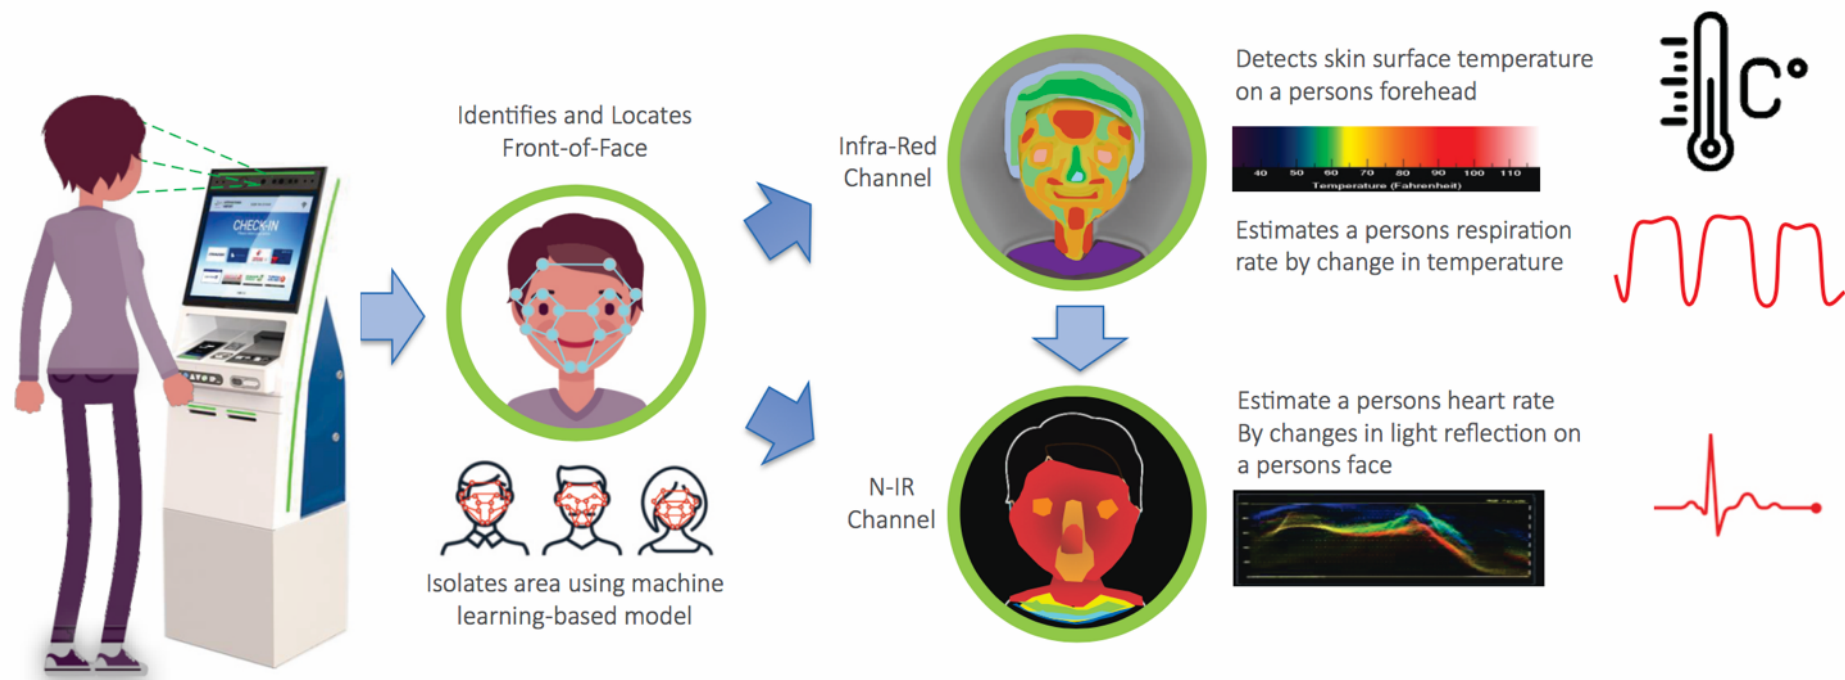 Identifies and Locates
Front-of-Face
Isolates area using machine
learning-based model
CHECK-IN
Infra-Red
Channel
Detects skin surface temperature
on a persons forehead
40 50 60 70 80 90 100 110
Temperature (Fahrenheit)
C°
Estimates a persons respiration
rate by change in temperature
N-IR
Channel
Estimate a persons heart rate
By changes in light reflection on
a persons face